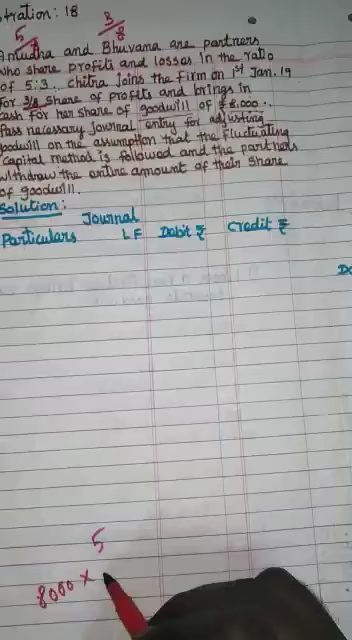 tration: 18
5 3/8
Anudha and Bhuvana are partners
who share profits and losses in the ratio
of 5:3. Chitra joins the firm on 1st Jan. 19
for 3/8 share of profits and brings in
cash for her share of goodwill of ₹ 8,000.
Pass necessary journal entry for adjusting
goodwill on the assumption that the fluctuating
capital method is followed and the partners
withdraw the entire amount of their share
of goodwill.
Solution:
Journal
Particulars LF Debit ₹ Credit ₹
5
8000 ×